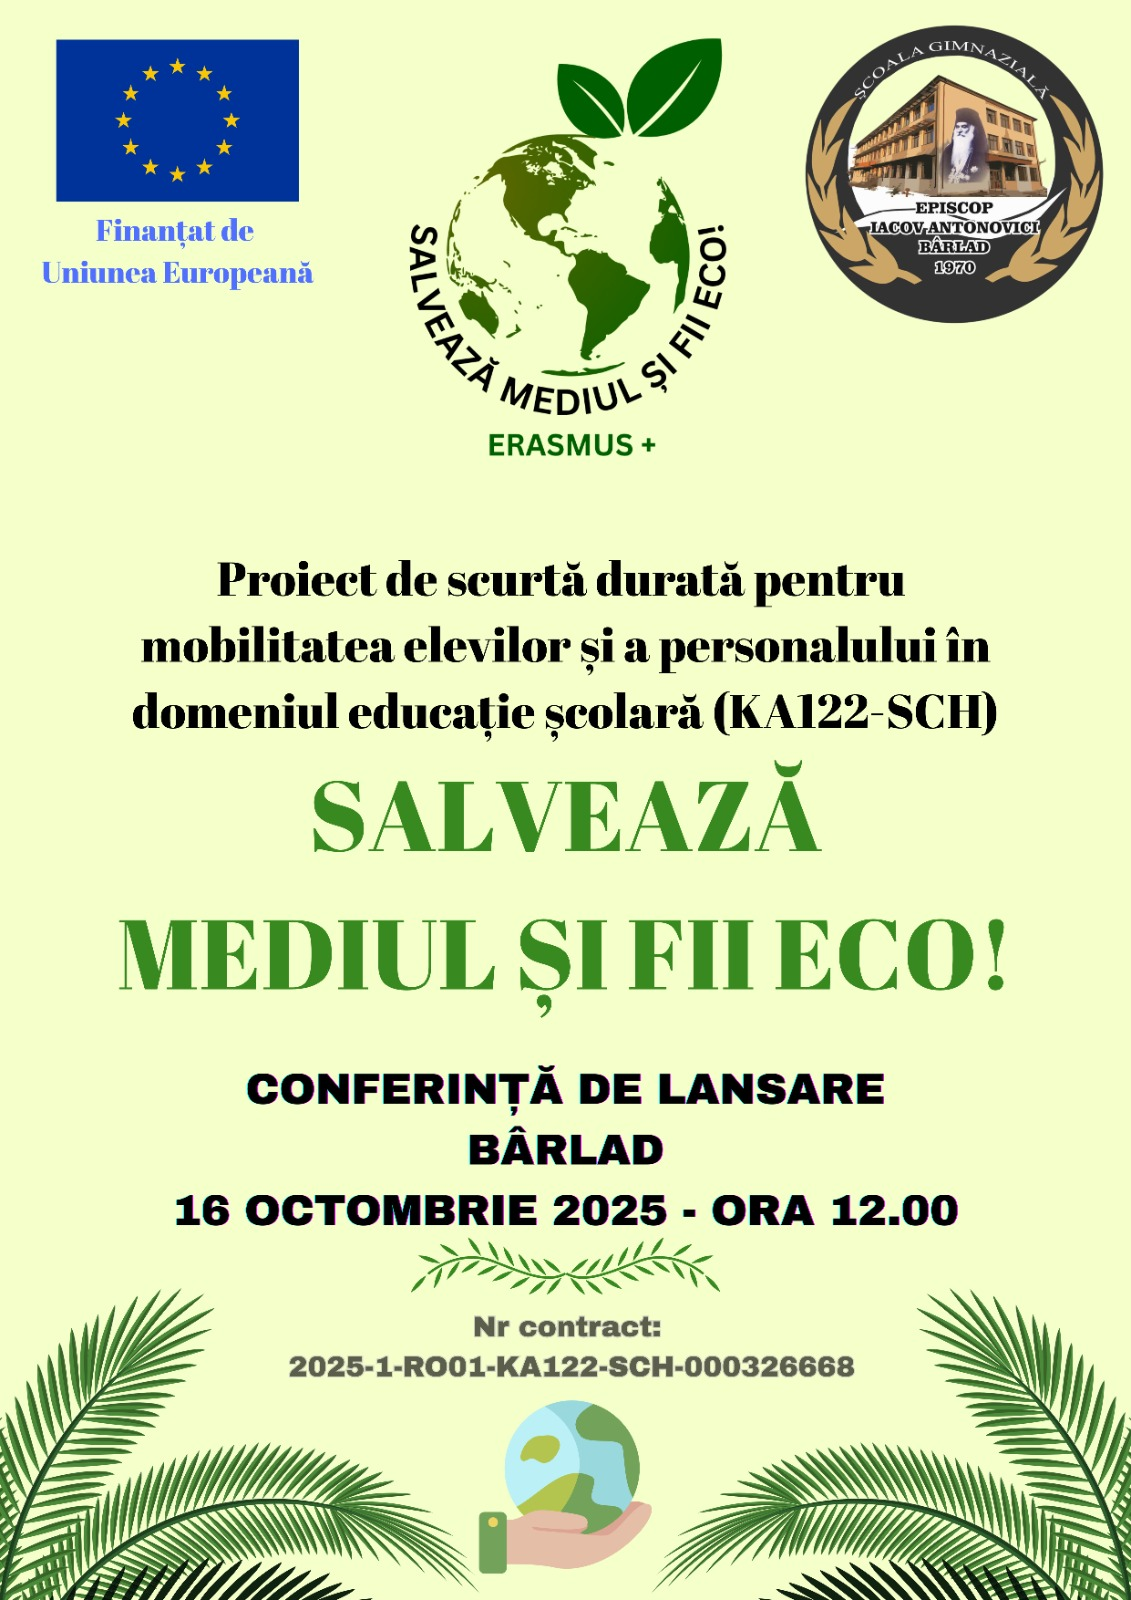 Finanțat de
Uniunea Europeană
SALVEAZĂ MEDIUL ȘI FII ECO!
ERASMUS +
ȘCOALA GIMNAZIALĂ
EPISCOP
IACOV ANTONOVICI
BÂRLAD
1970
Proiect de scurtă durată pentru
mobilitatea elevilor și a personalului în
domeniul educație școlară (KA122-SCH)
SALVEAZĂ
MEDIUL ȘI FII ECO!
CONFERINȚĂ DE LANSARE
BÂRLAD
16 OCTOMBRIE 2025 - ORA 12.00
Nr contract:
2025-1-RO01-KA122-SCH-000326668